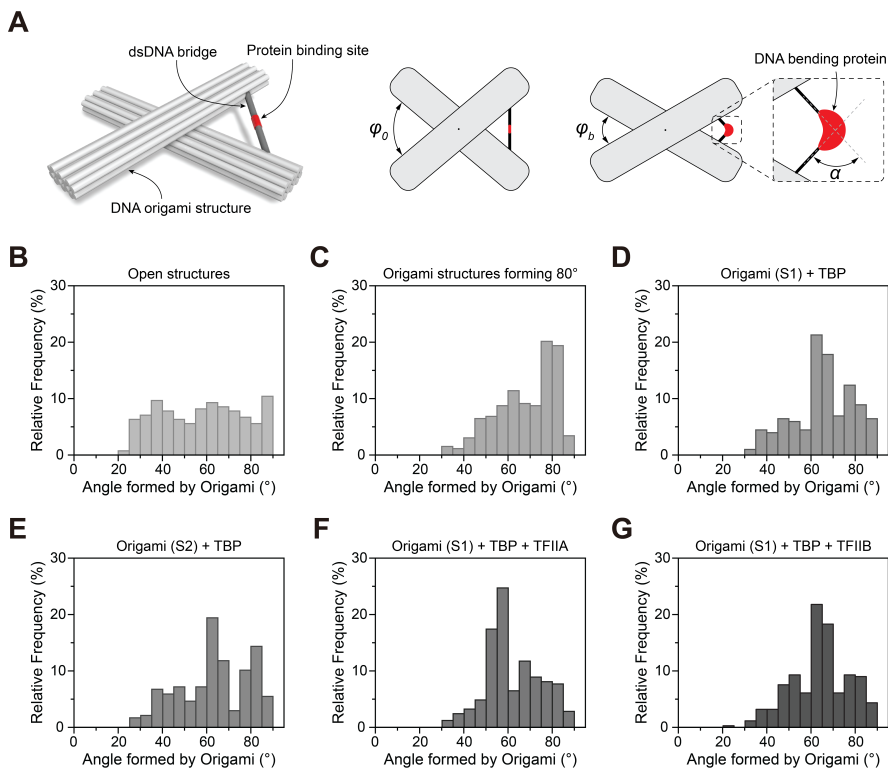 A
dsDNA bridge
Protein binding site
DNA origami structure
φ0
φb
DNA bending protein
α
B
Open structures
Relative Frequency (%)
30
20
10
0
0 20 40 60 80
Angle formed by Origami (°)
C
Origami structures forming 80°
Relative Frequency (%)
30
20
10
0
0 20 40 60 80
Angle formed by Origami (°)
D
Origami (S1) + TBP
Relative Frequency (%)
30
20
10
0
0 20 40 60 80
Angle formed by Origami (°)
E
Origami (S2) + TBP
Relative Frequency (%)
30
20
10
0
0 20 40 60 80
Angle formed by Origami (°)
F
Origami (S1) + TBP + TFIIA
Relative Frequency (%)
30
20
10
0
0 20 40 60 80
Angle formed by Origami (°)
G
Origami (S1) + TBP + TFIIB
Relative Frequency (%)
30
20
10
0
0 20 40 60 80
Angle formed by Origami (°)